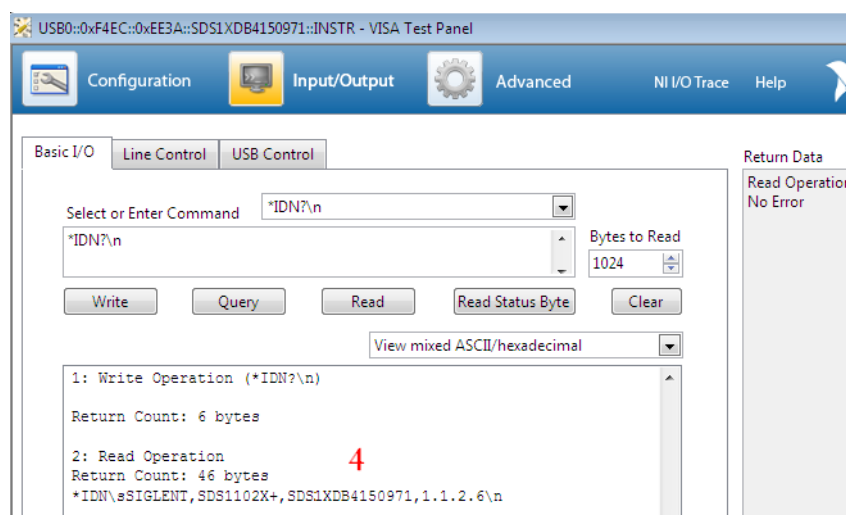 USB0::0xF4EC::0xEE3A::SDS1XDB4150971::INSTR - VISA Test Panel
Configuration Input/Output Advanced NI I/O Trace Help
Basic I/O Line Control USB Control
Return Data
Read Operation
No Error
Select or Enter Command *IDN?\n
*IDN?\n
Bytes to Read
1024
Write Query Read Read Status Byte Clear
View mixed ASCII/hexadecimal
1: Write Operation (*IDN?\n)
Return Count: 6 bytes
2: Read Operation
4
Return Count: 46 bytes
*IDN\sSIGLENT,SDS1102X+,SDS1XDB4150971,1.1.2.6\n